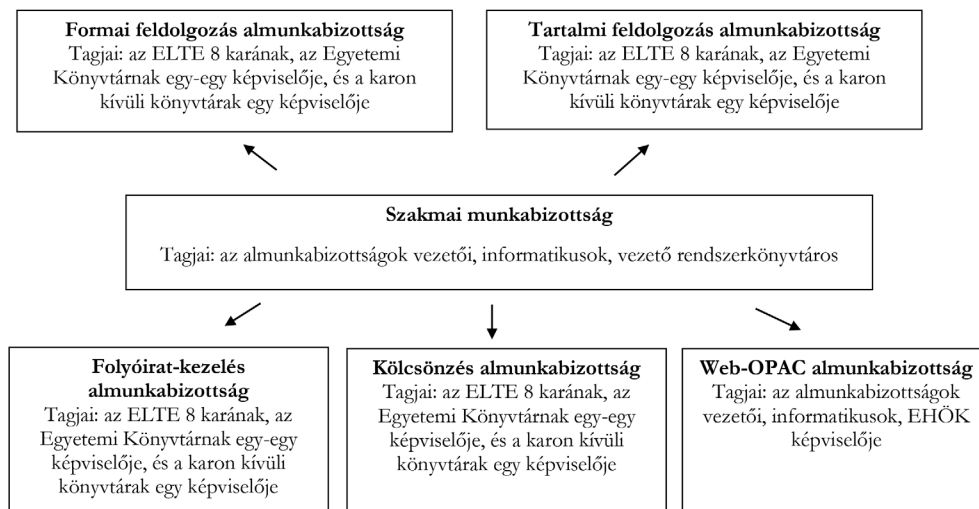 Formai feldolgozás almunkabizottság
Tagjai: az ELTE 8 karának, az Egyetemi
Könyvtárnak egy-egy képviselője, és a karon
kívüli könyvtárak egy képviselője
Tartalmi feldolgozás almunkabizottság
Tagjai: az ELTE 8 karának, az Egyetemi
Könyvtárnak egy-egy képviselője, és a karon
kívüli könyvtárak egy képviselője
Szakmai munkabizottság
Tagjai: az almunkabizottságok vezetői, informatikusok, vezető rendszerkönyvtáros
Folyóirat-kezelés
almunkabizottság
Tagjai: az ELTE 8 karának, az
Egyetemi Könyvtárnak egy-egy
képviselője, és a karon kívüli
könyvtárak egy képviselője
Kölcsönzés almunkabizottság
Tagjai: az ELTE 8 karának, az
Egyetemi Könyvtárnak egy-egy
képviselője, és a karon kívüli
könyvtárak egy képviselője
Web-OPAC almunkabizottság
Tagjai: az almunkabizottságok
vezetői, informatikusok, EHÖK
képviselője